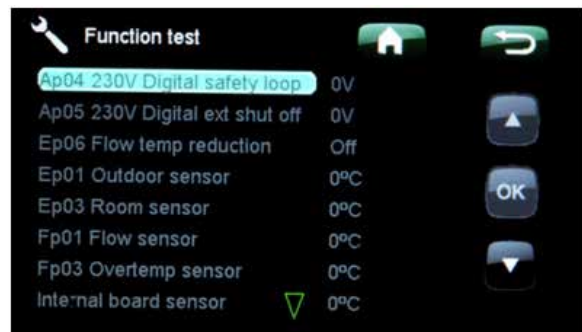 Function test
Ap04 230V Digital safety loop 0V
Ap05 230V Digital ext shut off 0V
Ep06 Flow temp reduction Off
Ep01 Outdoor sensor 0ºC
Ep03 Room sensor 0ºC
OK
Fp01 Flow sensor 0ºC
Fp03 Overtemp sensor 0ºC
Internal board sensor 0ºC